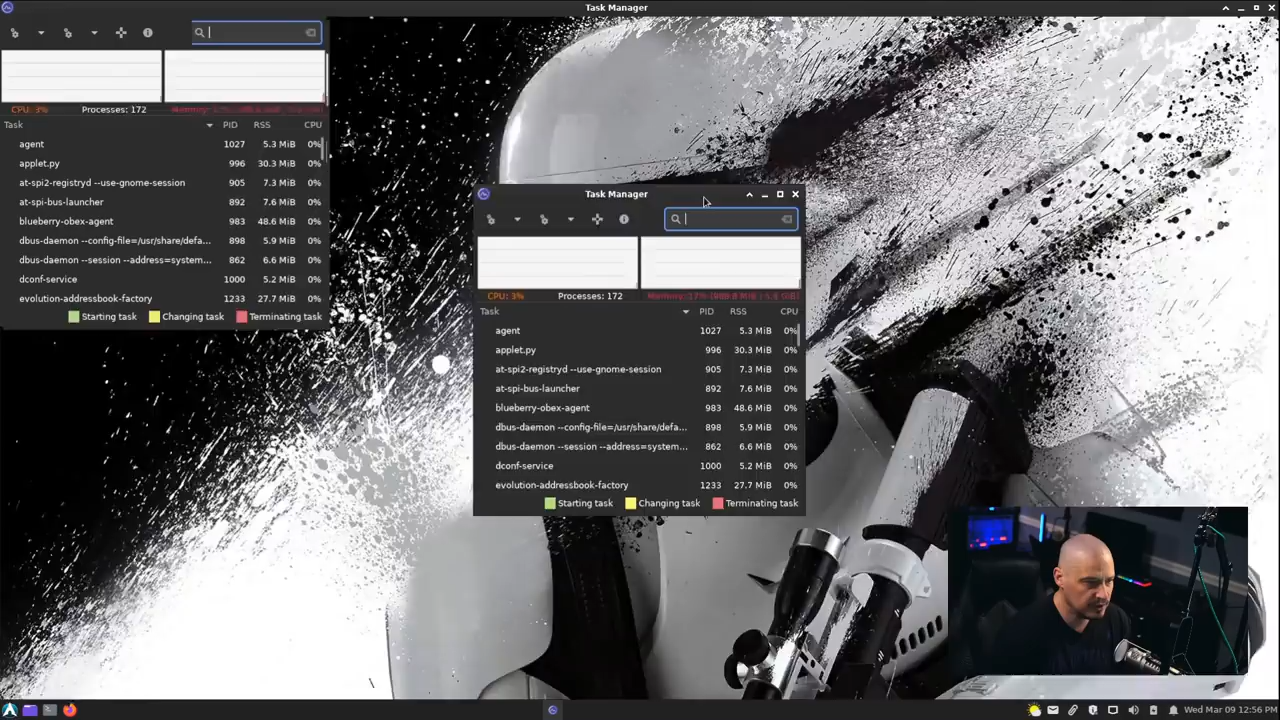 Task Manager
CPU: 3% Processes: 172
Task PID RSS CPU
agent 1027 5.3 MiB 0%
applet.py 996 30.3 MiB 0%
at-spi2-registryd --use-gnome-session 905 7.3 MiB 0%
at-spi-bus-launcher 892 7.6 MiB 0%
blueberry-obex-agent 983 48.6 MiB 0%
dbus-daemon --config-file=/usr/share/defa... 898 5.9 MiB 0%
dbus-daemon --session --address=system... 862 6.6 MiB 0%
dconf-service 1000 5.2 MiB 0%
evolution-addressbook-factory 1233 27.7 MiB 0%
Starting task Changing task Terminating task
Task Manager
CPU: 3% Processes: 172 Memory: 17%
Task PID RSS CPU
agent 1027 5.3 MiB 0%
applet.py 996 30.3 MiB 0%
at-spi2-registryd --use-gnome-session 905 7.3 MiB 0%
at-spi-bus-launcher 892 7.6 MiB 0%
blueberry-obex-agent 983 48.6 MiB 0%
dbus-daemon --config-file=/usr/share/defa... 898 5.9 MiB 0%
dbus-daemon --session --address=system... 862 6.6 MiB 0%
dconf-service 1000 5.2 MiB 0%
evolution-addressbook-factory 1233 27.7 MiB 0%
Starting task Changing task Terminating task
Wed Mar 09 12:56 PM